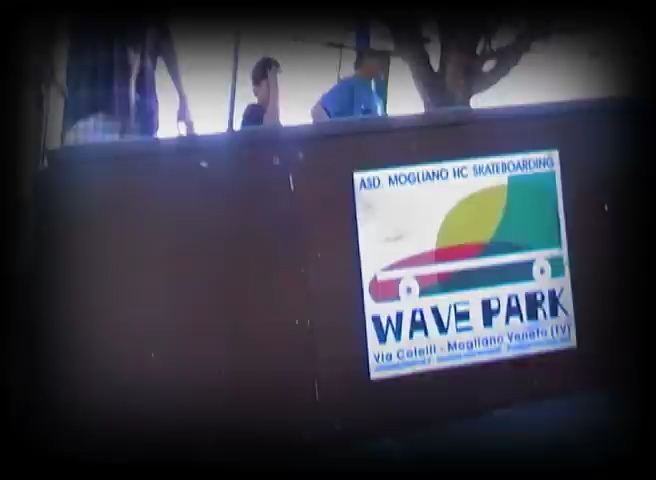 ASD. MOGLIANO HC SKATEBOARDING
WAVE PARK
Via Colelli - Mogliano Veneto (TV)